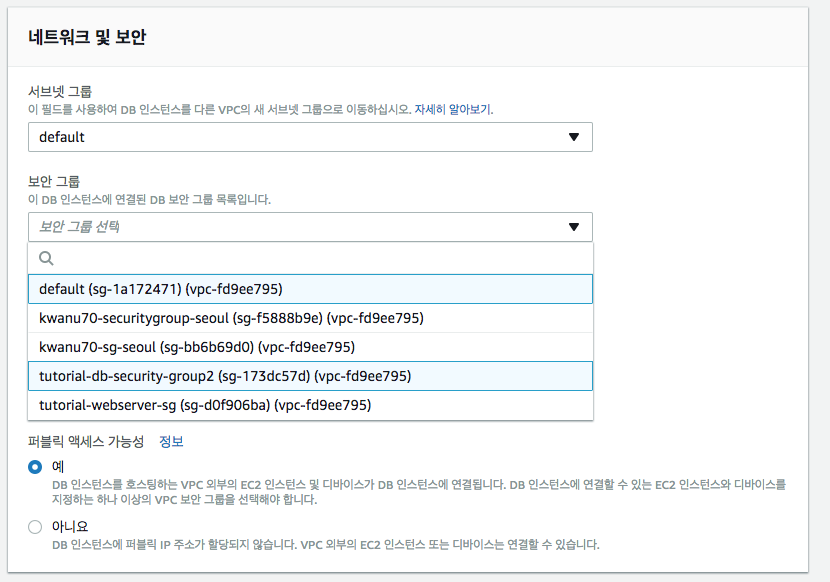 네트워크 및 보안
서브넷 그룹
이 필드를 사용하여 DB 인스턴스를 다른 VPC의 새 서브넷 그룹으로 이동하십시오. 자세히 알아보기.
default
보안 그룹
이 DB 인스턴스에 연결된 DB 보안 그룹 목록입니다.
보안 그룹 선택
default (sg-1a172471) (vpc-fd9ee795)
kwanu70-securitygroup-seoul (sg-f5888b9e) (vpc-fd9ee795)
kwanu70-sg-seoul (sg-bb6b69d0) (vpc-fd9ee795)
tutorial-db-security-group2 (sg-173dc57d) (vpc-fd9ee795)
tutorial-webserver-sg (sg-d0f906ba) (vpc-fd9ee795)
퍼블릭 액세스 가능성 정보
예
DB 인스턴스를 호스팅하는 VPC 외부의 EC2 인스턴스 및 디바이스가 DB 인스턴스에 연결됩니다. DB 인스턴스에 연결할 수 있는 EC2 인스턴스와 디바이스를
지정하는 하나 이상의 VPC 보안 그룹을 선택해야 합니다.
아니요
DB 인스턴스에 퍼블릭 IP 주소가 할당되지 않습니다. VPC 외부의 EC2 인스턴스 또는 디바이스는 연결할 수 있습니다.